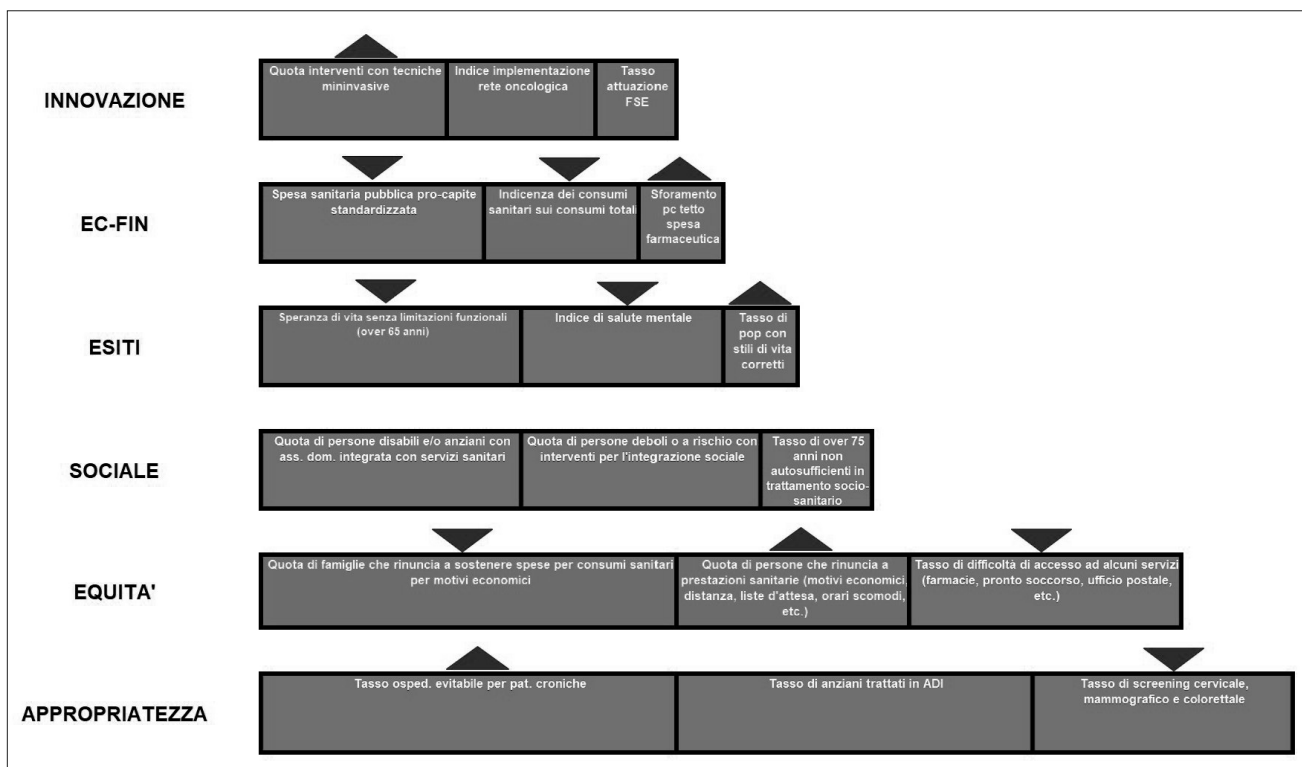 INNOVAZIONE
Quota interventi con tecniche
mininvasive
Indice implementazione
rete oncologica
Tasso
attuazione
FSE
EC-FIN
Spesa sanitaria pubblica pro-capite
standardizzata
Indicenza dei consumi
sanitari sui consumi totali
Sforamento
pc tetto
spesa
farmaceutica
ESITI
Speranza di vita senza limitazioni funzionali
(over 65 anni)
Indice di salute mentale
Tasso di
pop con
stili di vita
corretti
SOCIALE
Quota di persone disabili e/o anziani con
ass. dom. integrata con servizi sanitari
Quota di persone deboli o a rischio con
interventi per l'integrazione sociale
Tasso di over 75
anni non
autosufficienti in
trattamento socio-
sanitario
EQUITA'
Quota di famiglie che rinuncia a sostenere spese per consumi sanitari
per motivi economici
Quota di persone che rinuncia a
prestazioni sanitarie (motivi economici,
distanza, liste d'attesa, orari scomodi,
etc.)
Tasso di difficoltà di accesso ad alcuni servizi
(farmacie, pronto soccorso, ufficio postale,
etc.)
APPROPRIATEZZA
Tasso osped. evitabile per pat. croniche
Tasso di anziani trattati in ADI
Tasso di screening cervicale,
mammografico e colorettale